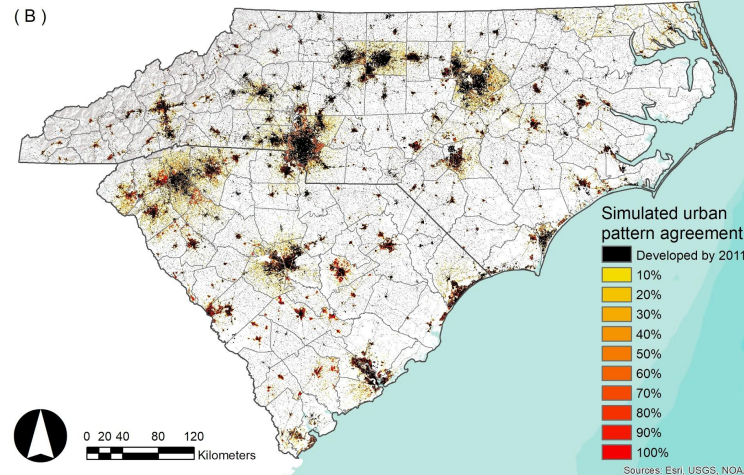 ( B )
Simulated urban
pattern agreement
Developed by 2011
10%
20%
30%
40%
50%
60%
70%
80%
90%
100%
0 20 40 80 120
Kilometers
Sources: Esri, USGS, NOA